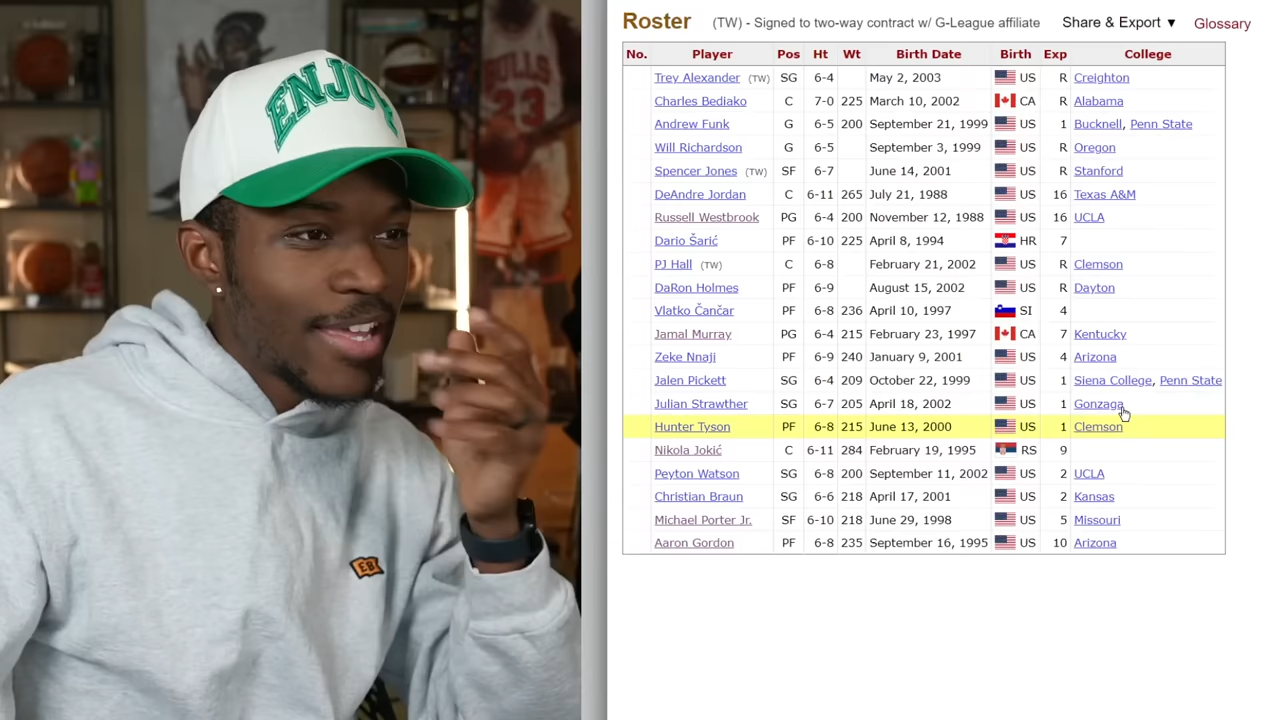 ENJOY
BULLS
23
EB
Roster (TW) - Signed to two-way contract w/ G-League affiliate Share & Export ▼ Glossary
No. Player Pos Ht Wt Birth Date Birth Exp College
Trey Alexander (TW) SG 6-4 May 2, 2003 US R Creighton
Charles Bediako C 7-0 225 March 10, 2002 CA R Alabama
Andrew Funk G 6-5 200 September 21, 1999 US 1 Bucknell, Penn State
Will Richardson G 6-5 September 3, 1999 US R Oregon
Spencer Jones (TW) SF 6-7 June 14, 2001 US R Stanford
DeAndre Jordan C 6-11 265 July 21, 1988 US 16 Texas A&M
Russell Westbrook PG 6-4 200 November 12, 1988 US 16 UCLA
Dario Šarić PF 6-10 225 April 8, 1994 HR 7
PJ Hall (TW) C 6-8 February 21, 2002 US R Clemson
DaRon Holmes PF 6-9 August 15, 2002 US R Dayton
Vlatko Čančar PF 6-8 236 April 10, 1997 SI 4
Jamal Murray PG 6-4 215 February 23, 1997 CA 7 Kentucky
Zeke Nnaji PF 6-9 240 January 9, 2001 US 4 Arizona
Jalen Pickett SG 6-4 209 October 22, 1999 US 1 Siena College, Penn State
Julian Strawther SG 6-7 205 April 18, 2002 US 1 Gonzaga
Hunter Tyson PF 6-8 215 June 13, 2000 US 1 Clemson
Nikola Jokić C 6-11 284 February 19, 1995 RS 9
Peyton Watson SG 6-8 200 September 11, 2002 US 2 UCLA
Christian Braun SG 6-6 218 April 17, 2001 US 2 Kansas
Michael Porter Jr. SF 6-10 218 June 29, 1998 US 5 Missouri
Aaron Gordon PF 6-8 235 September 16, 1995 US 10 Arizona